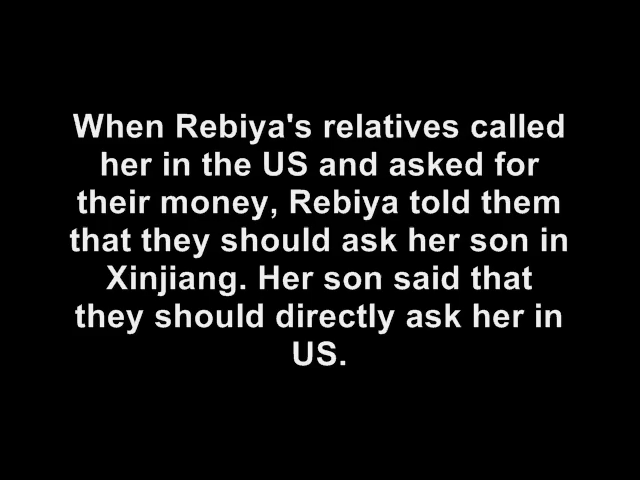 When Rebiya's relatives called
her in the US and asked for
their money, Rebiya told them
that they should ask her son in
Xinjiang. Her son said that
they should directly ask her in
US.